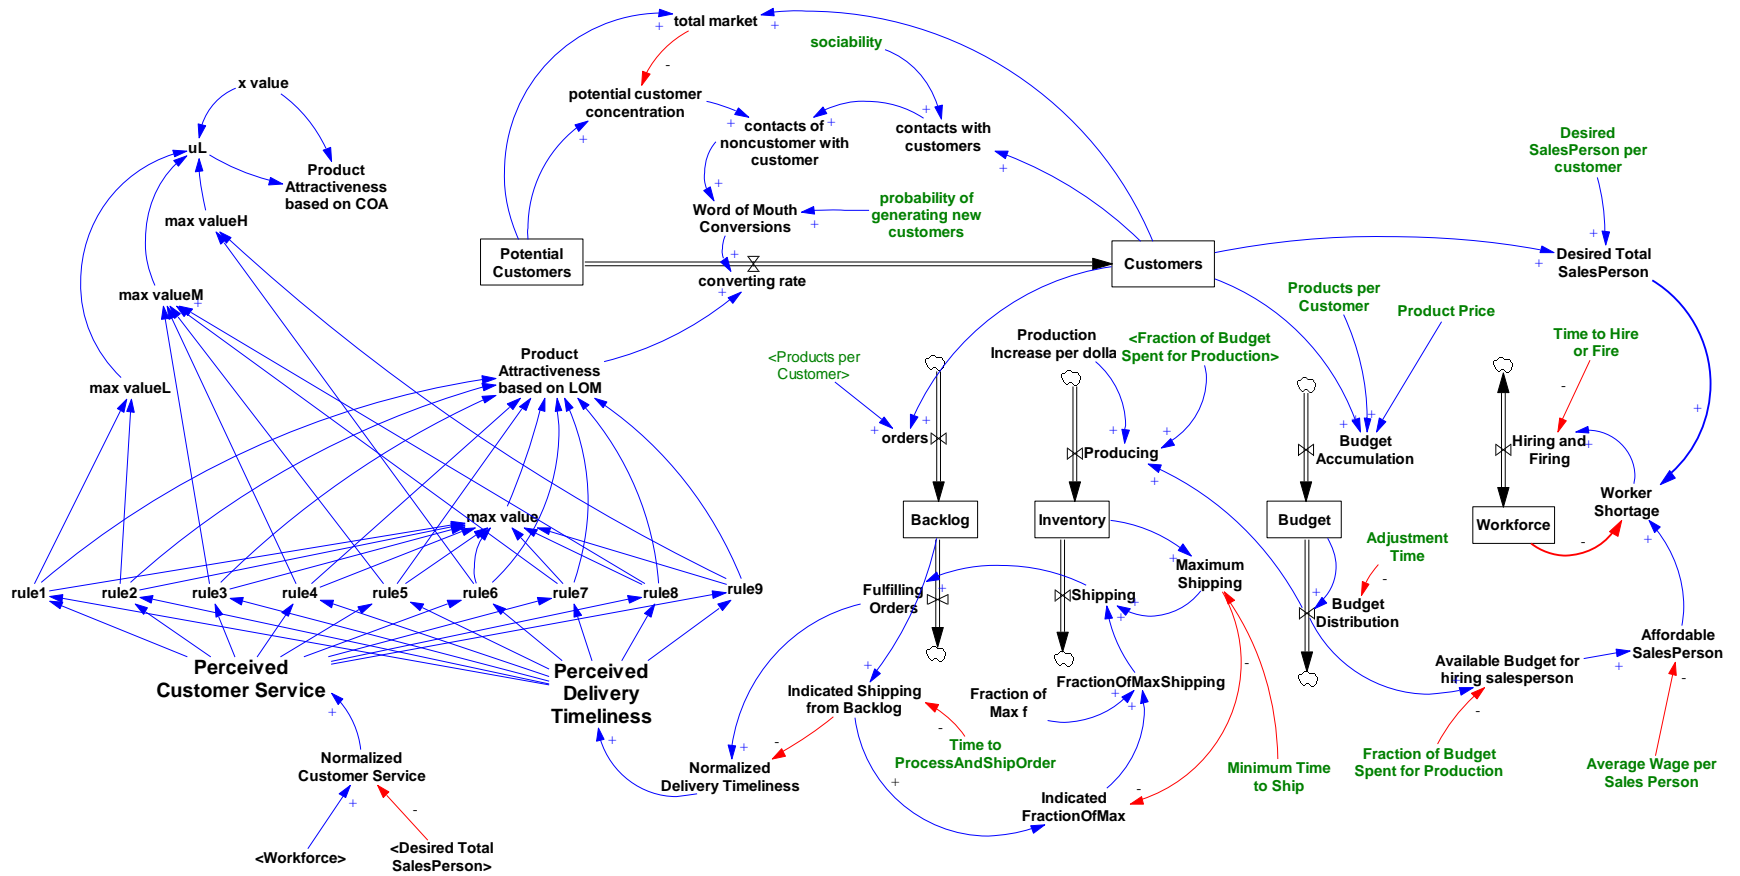 total market
sociability
x value
potential customer
concentration
contacts of
noncustomer with
customer
contacts with
customers
Desired
SalesPerson per
customer
uL
Product
Attractiveness
based on COA
max valueH
Word of Mouth
Conversions
probability of
generating new
customers
Potential
Customers
converting rate
Customers
Desired Total
SalesPerson
max valueM
Products per
Customer
Product Price
Production
Increase per dolla
<Fraction of Budget
Spent for Production>
Time to Hire
or Fire
Product
Attractiveness
based on LOM
<Products per
Customer>
max valueL
orders
Producing
Budget
Accumulation
Hiring and
Firing
Worker
Shortage
max value
Backlog
Inventory
Budget
Workforce
Adjustment
Time
rule1
rule2
rule3
rule4
rule5
rule6
rule7
rule8
rule9
Fulfilling
Orders
Shipping
Maximum
Shipping
Budget
Distribution
Perceived
Customer Service
Perceived
Delivery
Timeliness
Indicated Shipping
from Backlog
Fraction of
Max f
FractionOfMaxShipping
Available Budget for
hiring salesperson
Affordable
SalesPerson
Normalized
Customer Service
Normalized
Delivery Timeliness
Time to
ProcessAndShipOrder
Indicated
FractionOfMax
Minimum Time
to Ship
Fraction of Budget
Spent for Production
Average Wage per
Sales Person
<Workforce>
<Desired Total
SalesPerson>